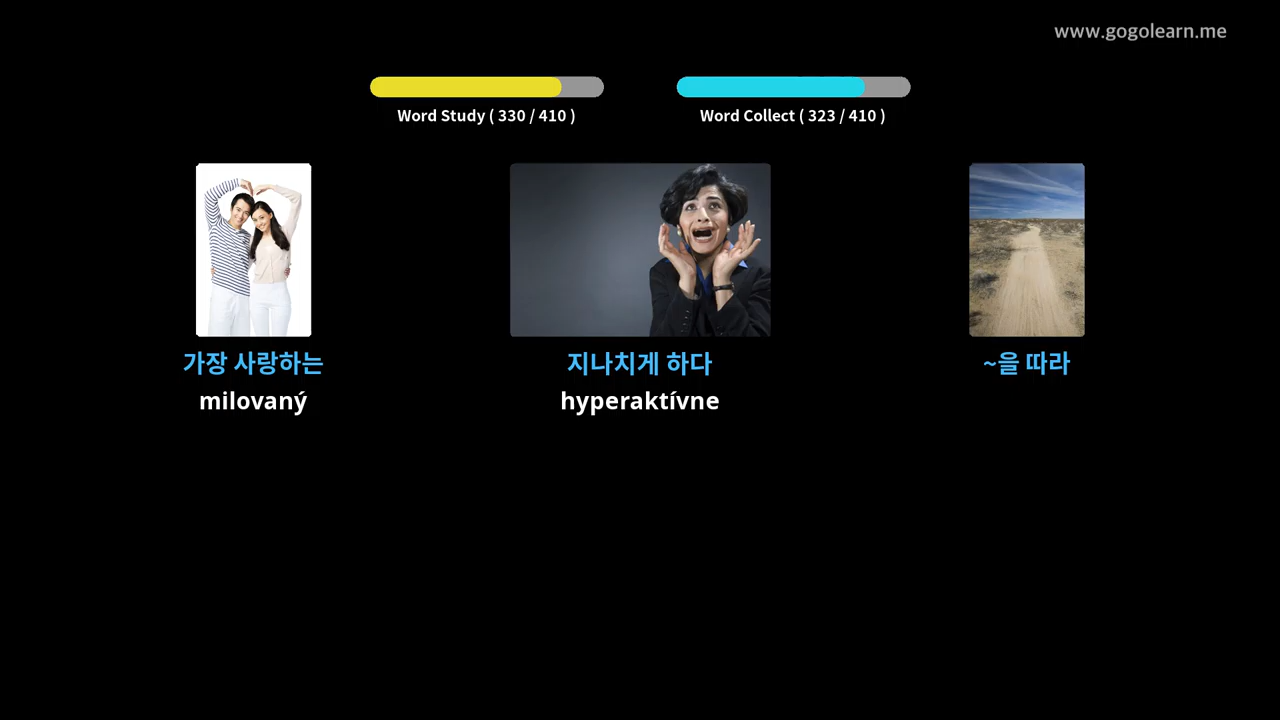 www.gogolearn.me
Word Study ( 330 / 410 )
Word Collect ( 323 / 410 )
가장 사랑하는
milovaný
지나치게 하다
hyperaktívne
~을 따라